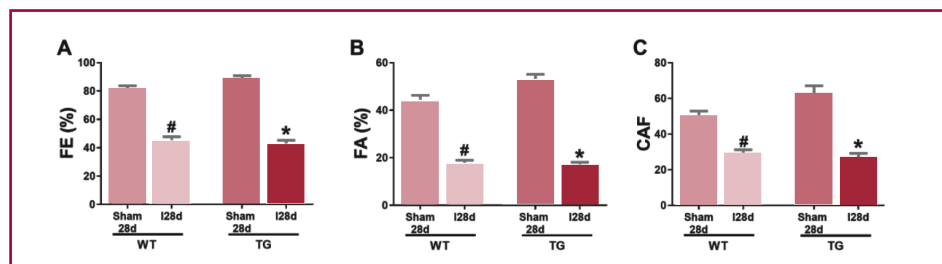 A
FE (%)
100
80
60
40
20
0
#
*
Sham 28d
I28d
Sham 28d
I28d
WT
TG
B
FA (%)
60
40
20
0
#
*
Sham 28d
I28d
Sham 28d
I28d
WT
TG
C
CAF
80
60
40
20
0
#
*
Sham 28d
I28d
Sham 28d
I28d
WT
TG